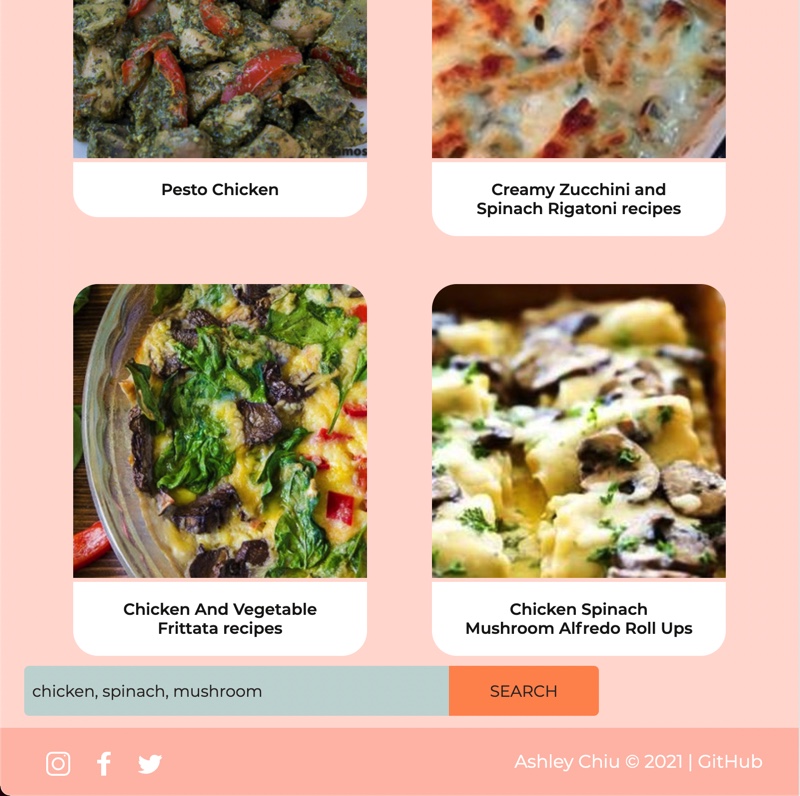 amos
Pesto Chicken
Creamy Zucchini and
Spinach Rigatoni recipes
Chicken And Vegetable
Frittata recipes
Chicken Spinach
Mushroom Alfredo Roll Ups
chicken, spinach, mushroom
SEARCH
Ashley Chiu © 2021 | GitHub